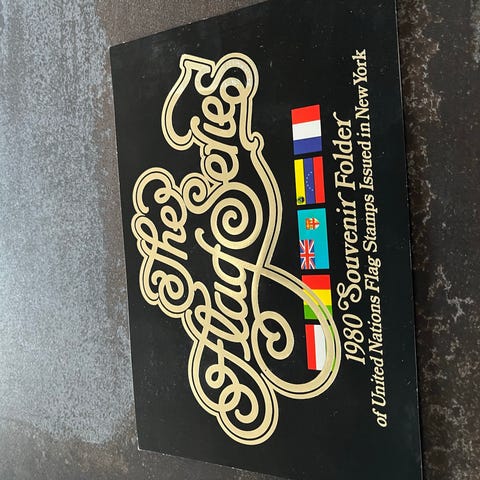 The
Flag Series
1980 Souvenir Folder
of United Nations Flag Stamps Issued in New York